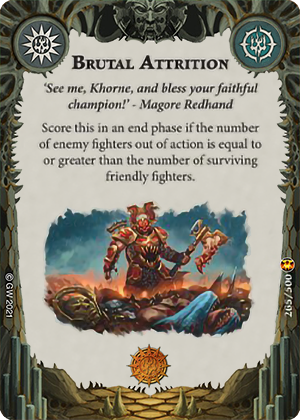 BRUTAL ATTRITION
'See me, Khorne, and bless your faithful
champion!' - Magore Redhand
Score this in an end phase if the number
of enemy fighters out of action is equal to
or greater than the number of surviving
friendly fighters.
© GW 2021
265/500